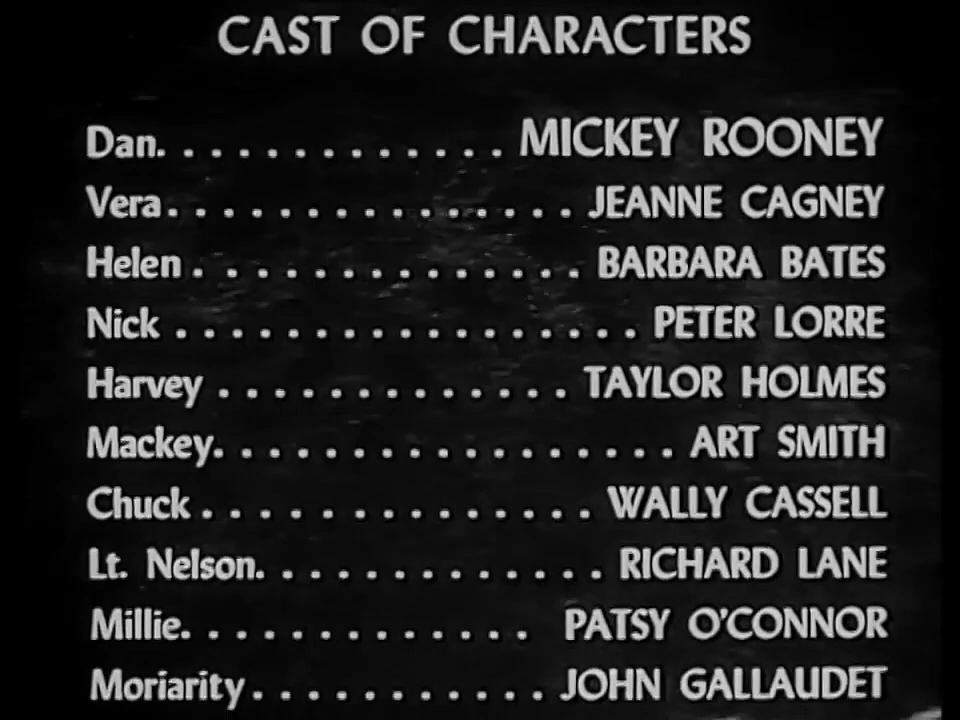 CAST OF CHARACTERS
Dan. . . . . . . . . . . . . . MICKEY ROONEY
Vera. . . . . . . . . . . . . . . . JEANNE CAGNEY
Helen . . . . . . . . . . . . . . . BARBARA BATES
Nick . . . . . . . . . . . . . . . . . PETER LORRE
Harvey . . . . . . . . . . . . . TAYLOR HOLMES
Mackey. . . . . . . . . . . . . . . . . ART SMITH
Chuck . . . . . . . . . . . . . . . WALLY CASSELL
Lt. Nelson. . . . . . . . . . . . . RICHARD LANE
Millie. . . . . . . . . . . . . PATSY O'CONNOR
Moriarity . . . . . . . . . . . JOHN GALLAUDET